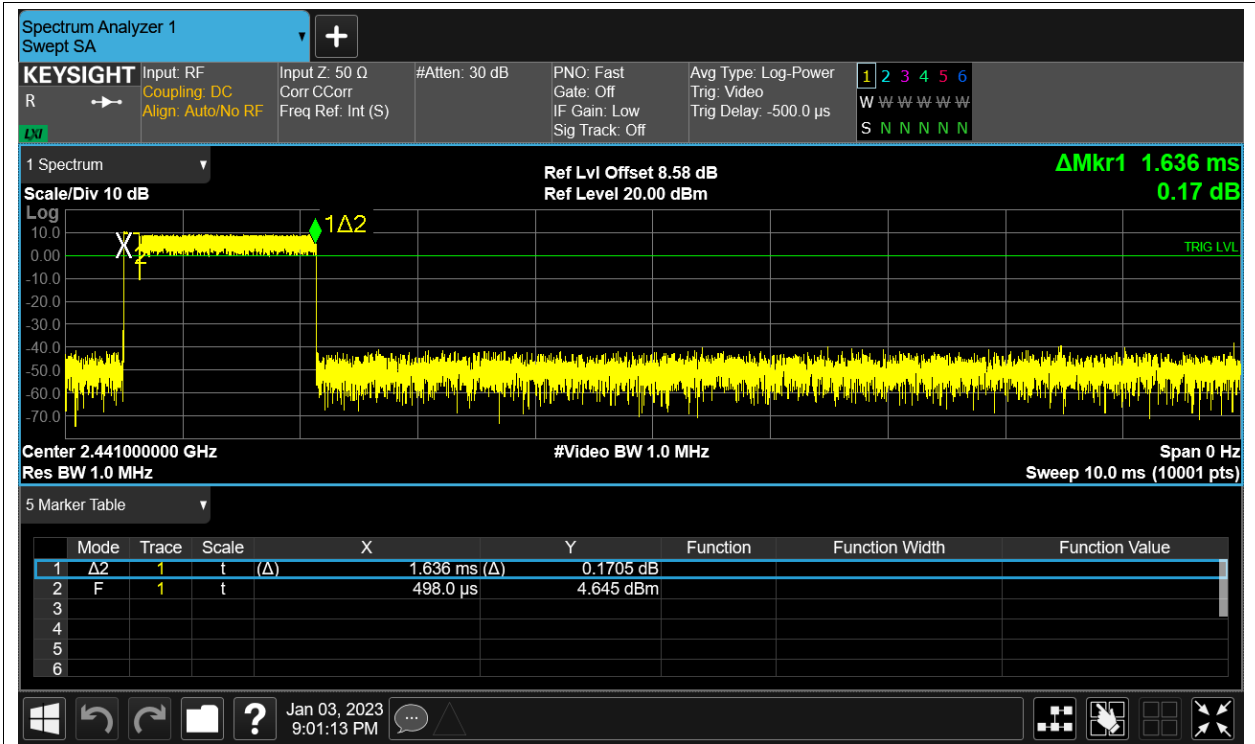 Spectrum Analyzer 1
Swept SA
+
KEYSIGHT Input: RF Input Z: 50 Ω #Atten: 30 dB PNO: Fast Avg Type: Log-Power 1 2 3 4 5 6
R Coupling: DC Corr CCorr Gate: Off Trig: Video
Align: Auto/No RF Freq Ref: Int (S) IF Gain: Low Trig Delay: -500.0 µs W W W W W W
LXI Sig Track: Off S N N N N N
1 Spectrum Ref Lvl Offset 8.58 dB ΔMkr1 1.636 ms
Scale/Div 10 dB Ref Level 20.00 dBm 0.17 dB
Log
1Δ2
10.0
X
2
TRIG LVL
0.00
-10.0
-20.0
-30.0
-40.0
-50.0
-60.0
-70.0
Center 2.441000000 GHz #Video BW 1.0 MHz Span 0 Hz
Res BW 1.0 MHz Sweep 10.0 ms (10001 pts)
5 Marker Table
Mode Trace Scale X Y Function Function Width Function Value
1 Δ2 1 t (Δ) 1.636 ms (Δ) 0.1705 dB
2 F 1 t 498.0 µs 4.645 dBm
3
4
5
6
? Jan 03, 2023
9:01:13 PM